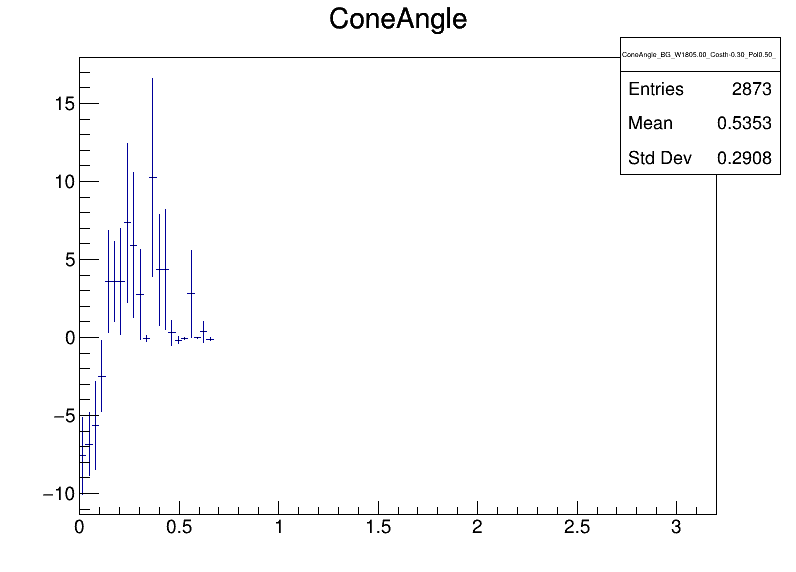 ConeAngle
ConeAngle_BG_W1805.00_Costh-0.30_Pol0.50_
Entries 2873
Mean 0.5353
Std Dev 0.2908
15
10
5
0
−5
−10
0 0.5 1 1.5 2 2.5 3